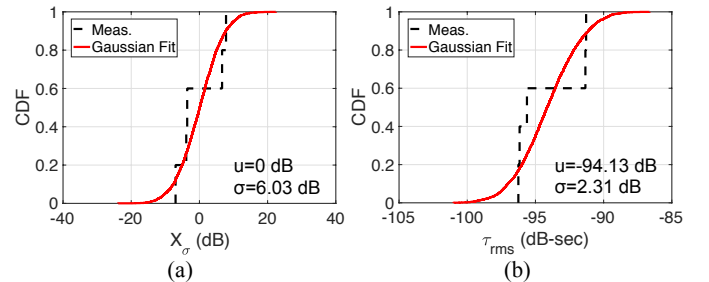 1
0.8
0.6
0.4
0.2
0
CDF
Meas.
Gaussian Fit
u=0 dB
σ=6.03 dB
-40 -20 0 20 40
X_σ (dB)
(a)
1
0.8
0.6
0.4
0.2
0
CDF
Meas.
Gaussian Fit
u=-94.13 dB
σ=2.31 dB
-105 -100 -95 -90 -85
τ_rms (dB-sec)
(b)